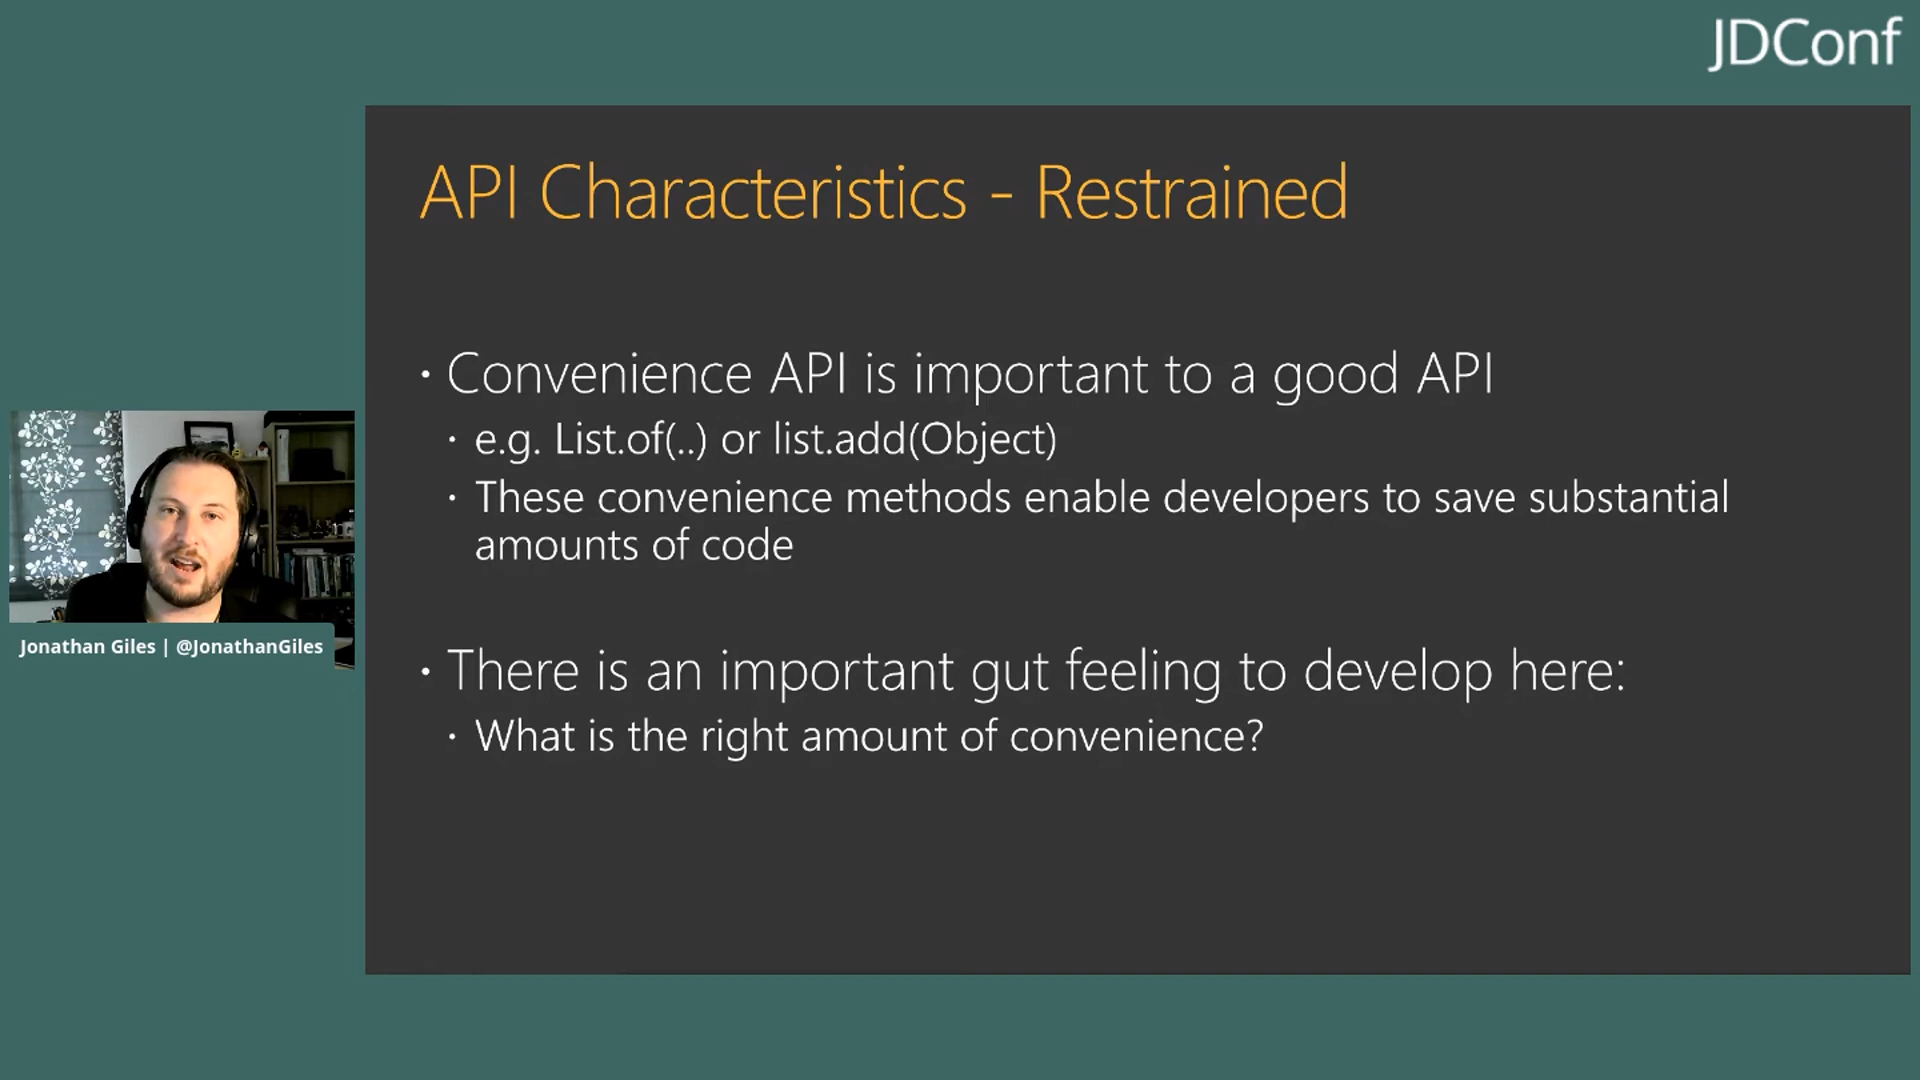 JDConf
API Characteristics - Restrained
· Convenience API is important to a good API
· e.g. List.of(..) or list.add(Object)
· These convenience methods enable developers to save substantial
amounts of code
· There is an important gut feeling to develop here:
· What is the right amount of convenience?
Jonathan Giles | @JonathanGiles